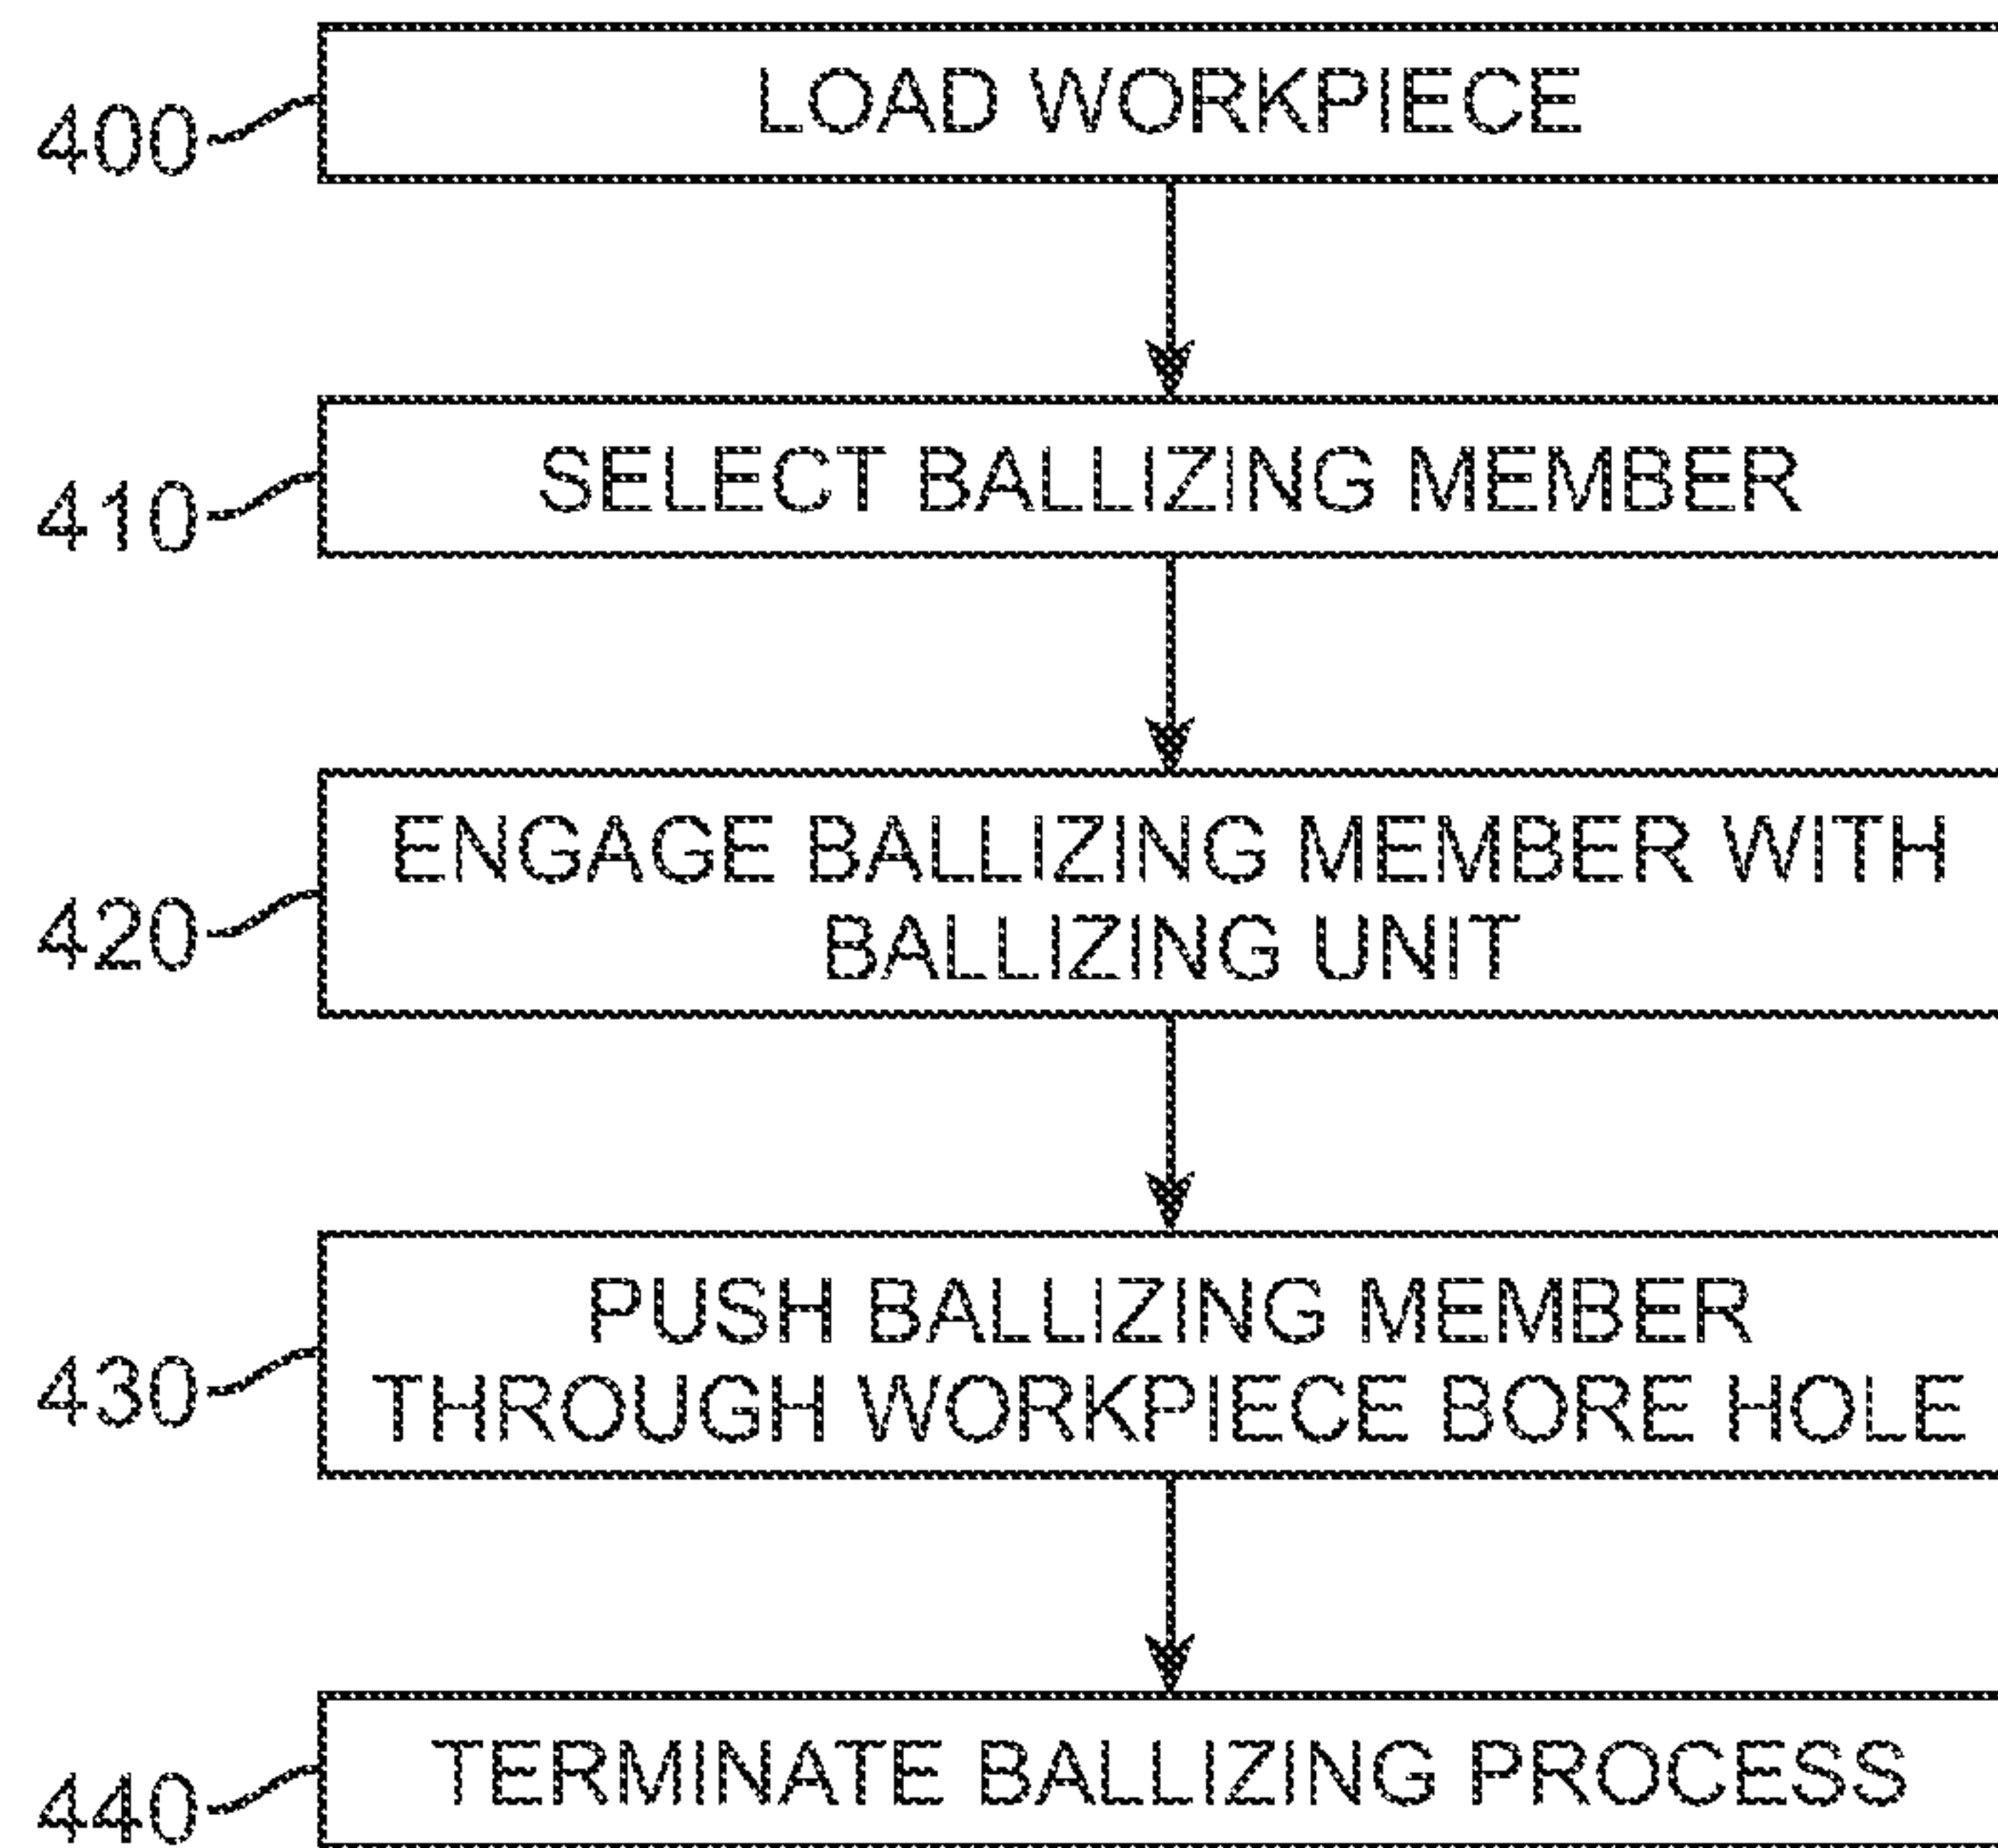 400
LOAD WORKPIECE
410
SELECT BALLIZING MEMBER
420
ENGAGE BALLIZING MEMBER WITH
BALLIZING UNIT
430
PUSH BALLIZING MEMBER
THROUGH WORKPIECE BORE HOLE
440
TERMINATE BALLIZING PROCESS